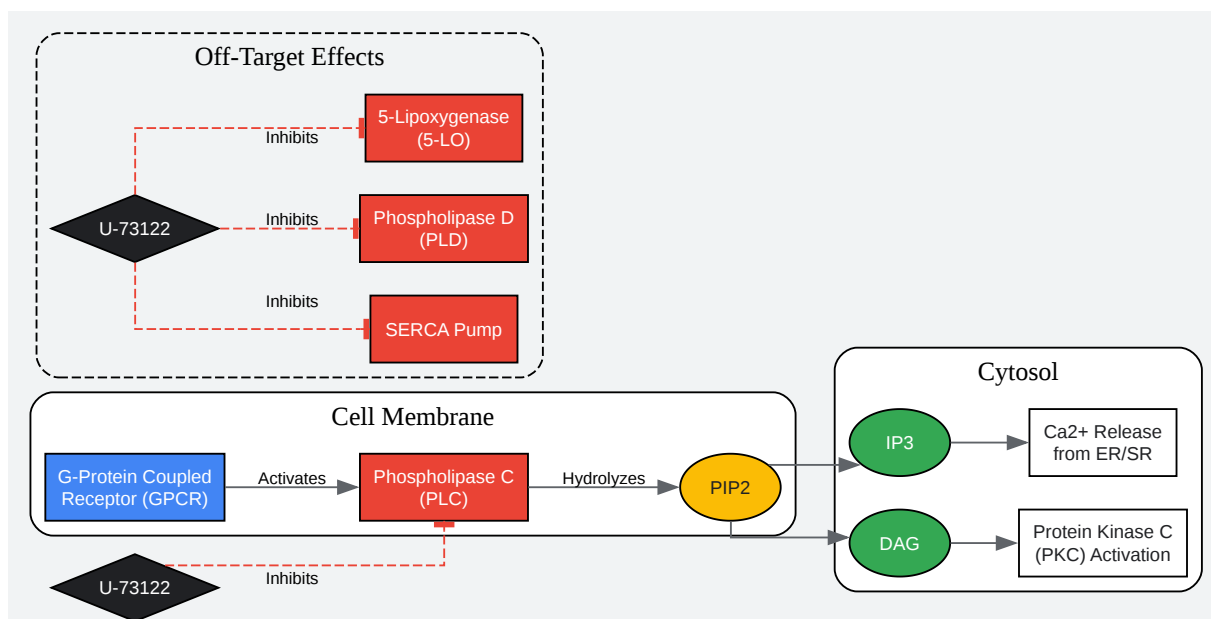 Off-Target Effects
5-Lipoxygenase
(5-LO)
Inhibits
U-73122
Inhibits
Phospholipase D
(PLD)
Inhibits
SERCA Pump
Cell Membrane
G-Protein Coupled
Receptor (GPCR)
Activates
Phospholipase C
(PLC)
Hydrolyzes
PIP2
U-73122
Inhibits
Cytosol
IP3
Ca2+ Release
from ER/SR
DAG
Protein Kinase C
(PKC) Activation